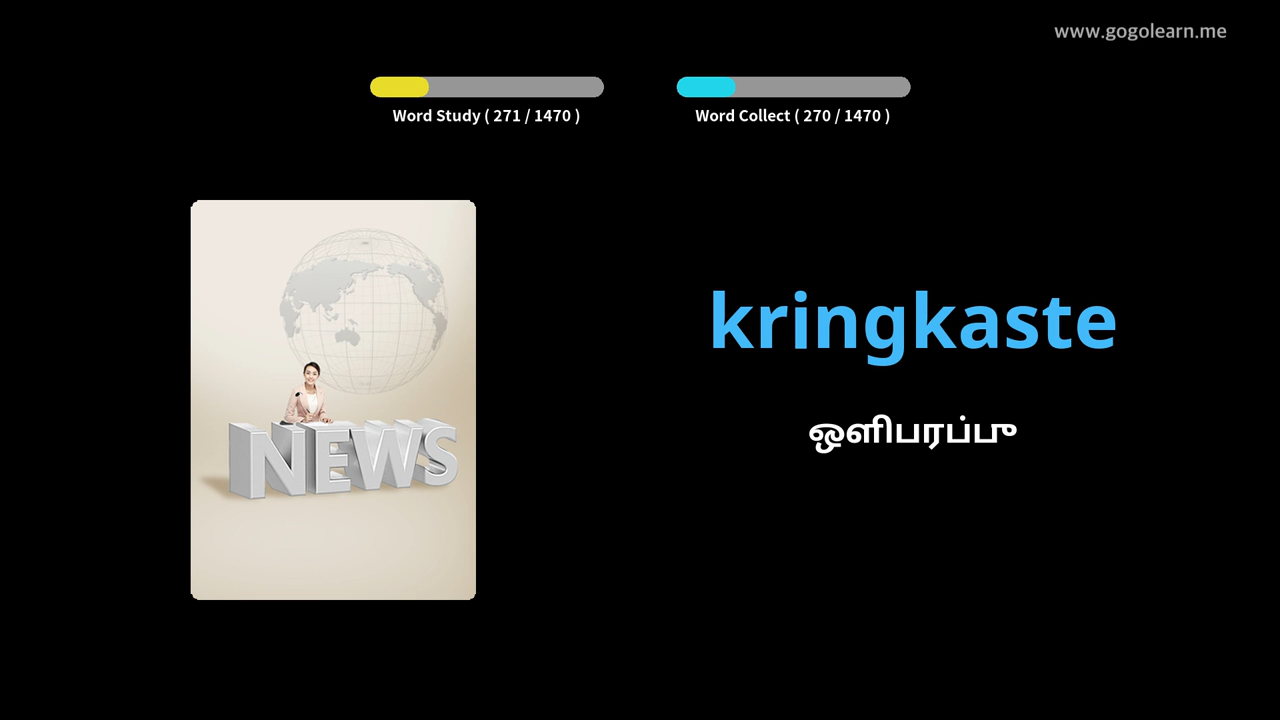 www.gogolearn.me
Word Study ( 271 / 1470 )
Word Collect ( 270 / 1470 )
NEWS
kringkaste
ஒளிபரப்பு